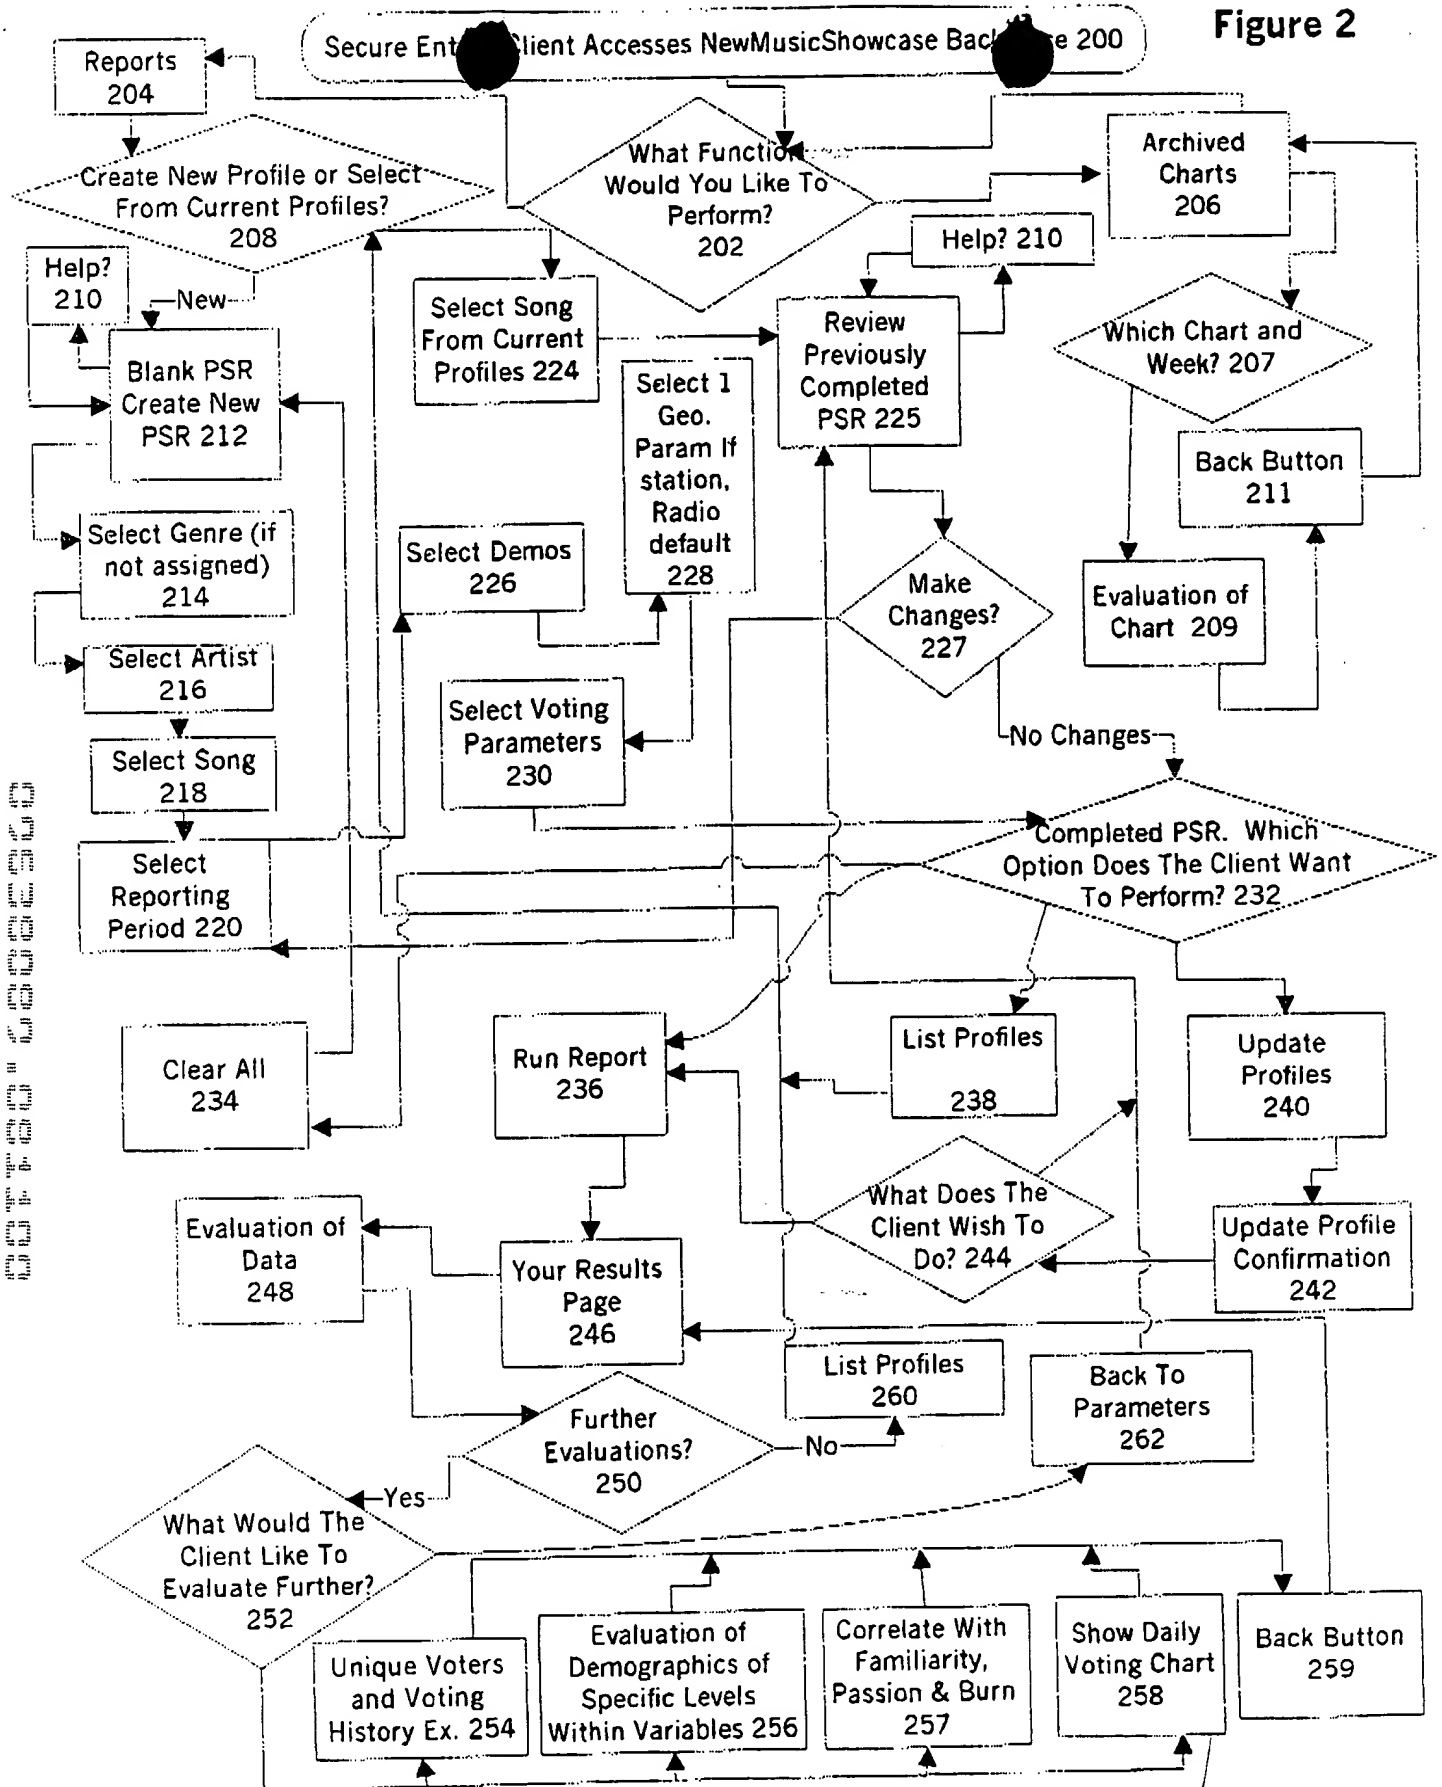 Figure 2
Secure Ent Client Accesses NewMusicShowcase Bac e 200
Reports
204
What Function
Would You Like To
Perform?
202
Archived
Charts
206
Create New Profile or Select
From Current Profiles?
208
Help? 210
Help?
210
New
Select Song
From Current
Profiles 224
Review
Previously
Completed
PSR 225
Which Chart and
Week? 207
Blank PSR
Create New
PSR 212
Select 1
Geo.
Param If
station,
Radio
default
228
Back Button
211
Select Genre (if
not assigned)
214
Select Demos
226
Make
Changes?
227
Evaluation of
Chart 209
Select Artist
216
Select Voting
Parameters
230
No Changes
Select Song
218
Completed PSR. Which
Option Does The Client Want
To Perform? 232
Select
Reporting
Period 220
Clear All
234
Run Report
236
List Profiles
238
Update
Profiles
240
What Does The
Client Wish To
Do? 244
Update Profile
Confirmation
242
Evaluation of
Data
248
Your Results
Page
246
List Profiles
260
Back To
Parameters
262
Further
Evaluations?
250
No
Yes
What Would The
Client Like To
Evaluate Further?
252
Unique Voters
and Voting
History Ex. 254
Evaluation of
Demographics of
Specific Levels
Within Variables 256
Correlate With
Familiarity,
Passion & Burn
257
Show Daily
Voting Chart
258
Back Button
259